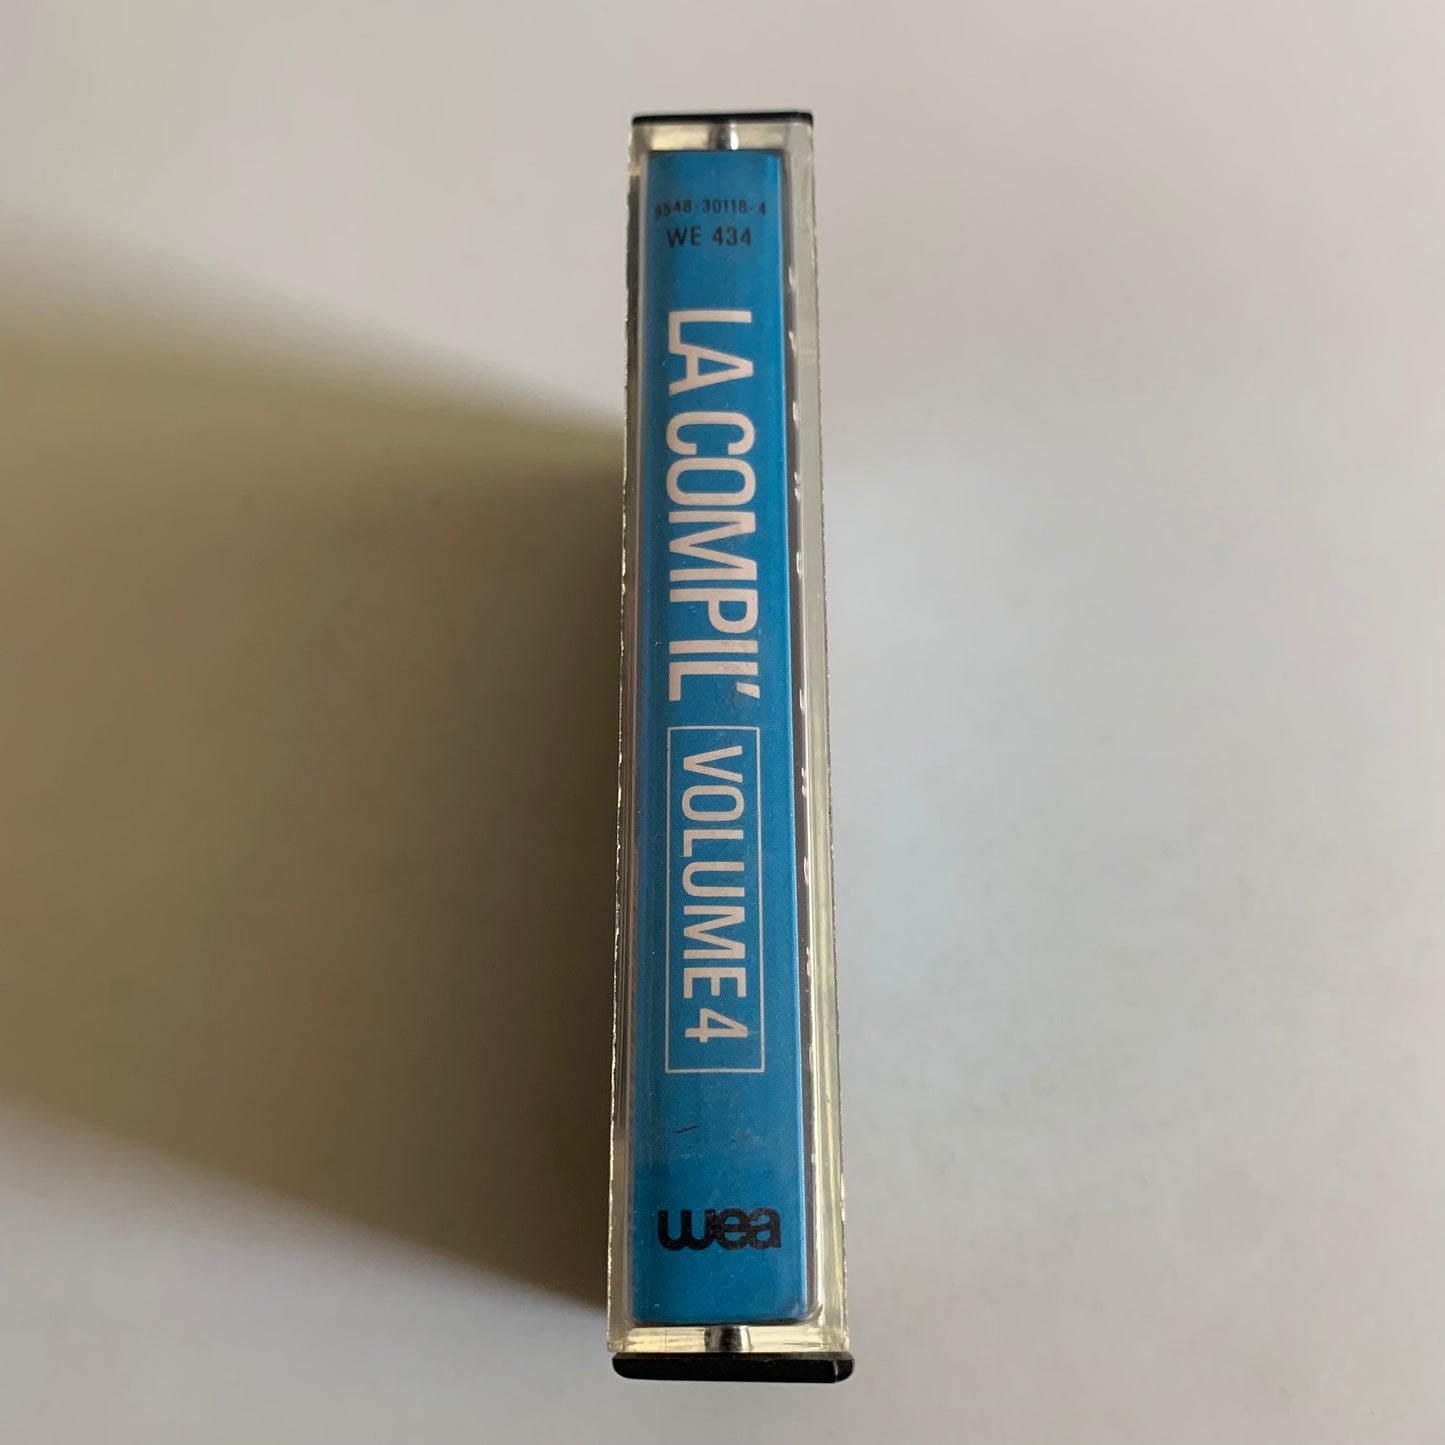 9548-30118-4
WE 434
LA COMPIL'
VOLUME 4
wea